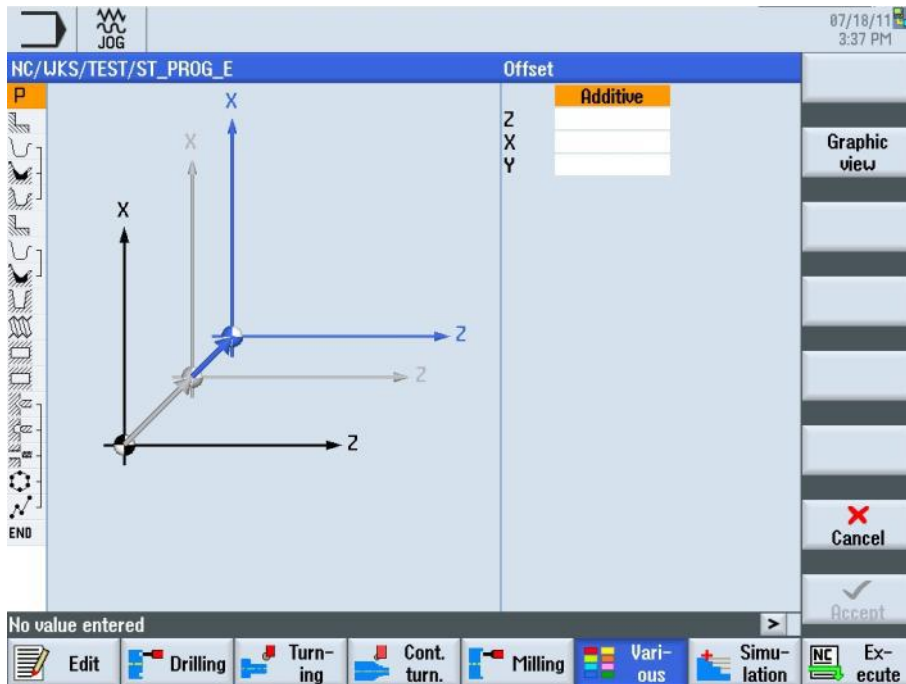 JOG
07/18/11
3:37 PM
NC/WKS/TEST/ST_PROG_E
Offset
P
END
X
X
X
Z
Z
Z
Additive
Z
X
Y
Graphic
view
Cancel
Accept
No value entered
>
Edit
Drilling
Turn-
ing
Cont.
turn.
Milling
Vari-
ous
Simu-
lation
NC
Ex-
ecute